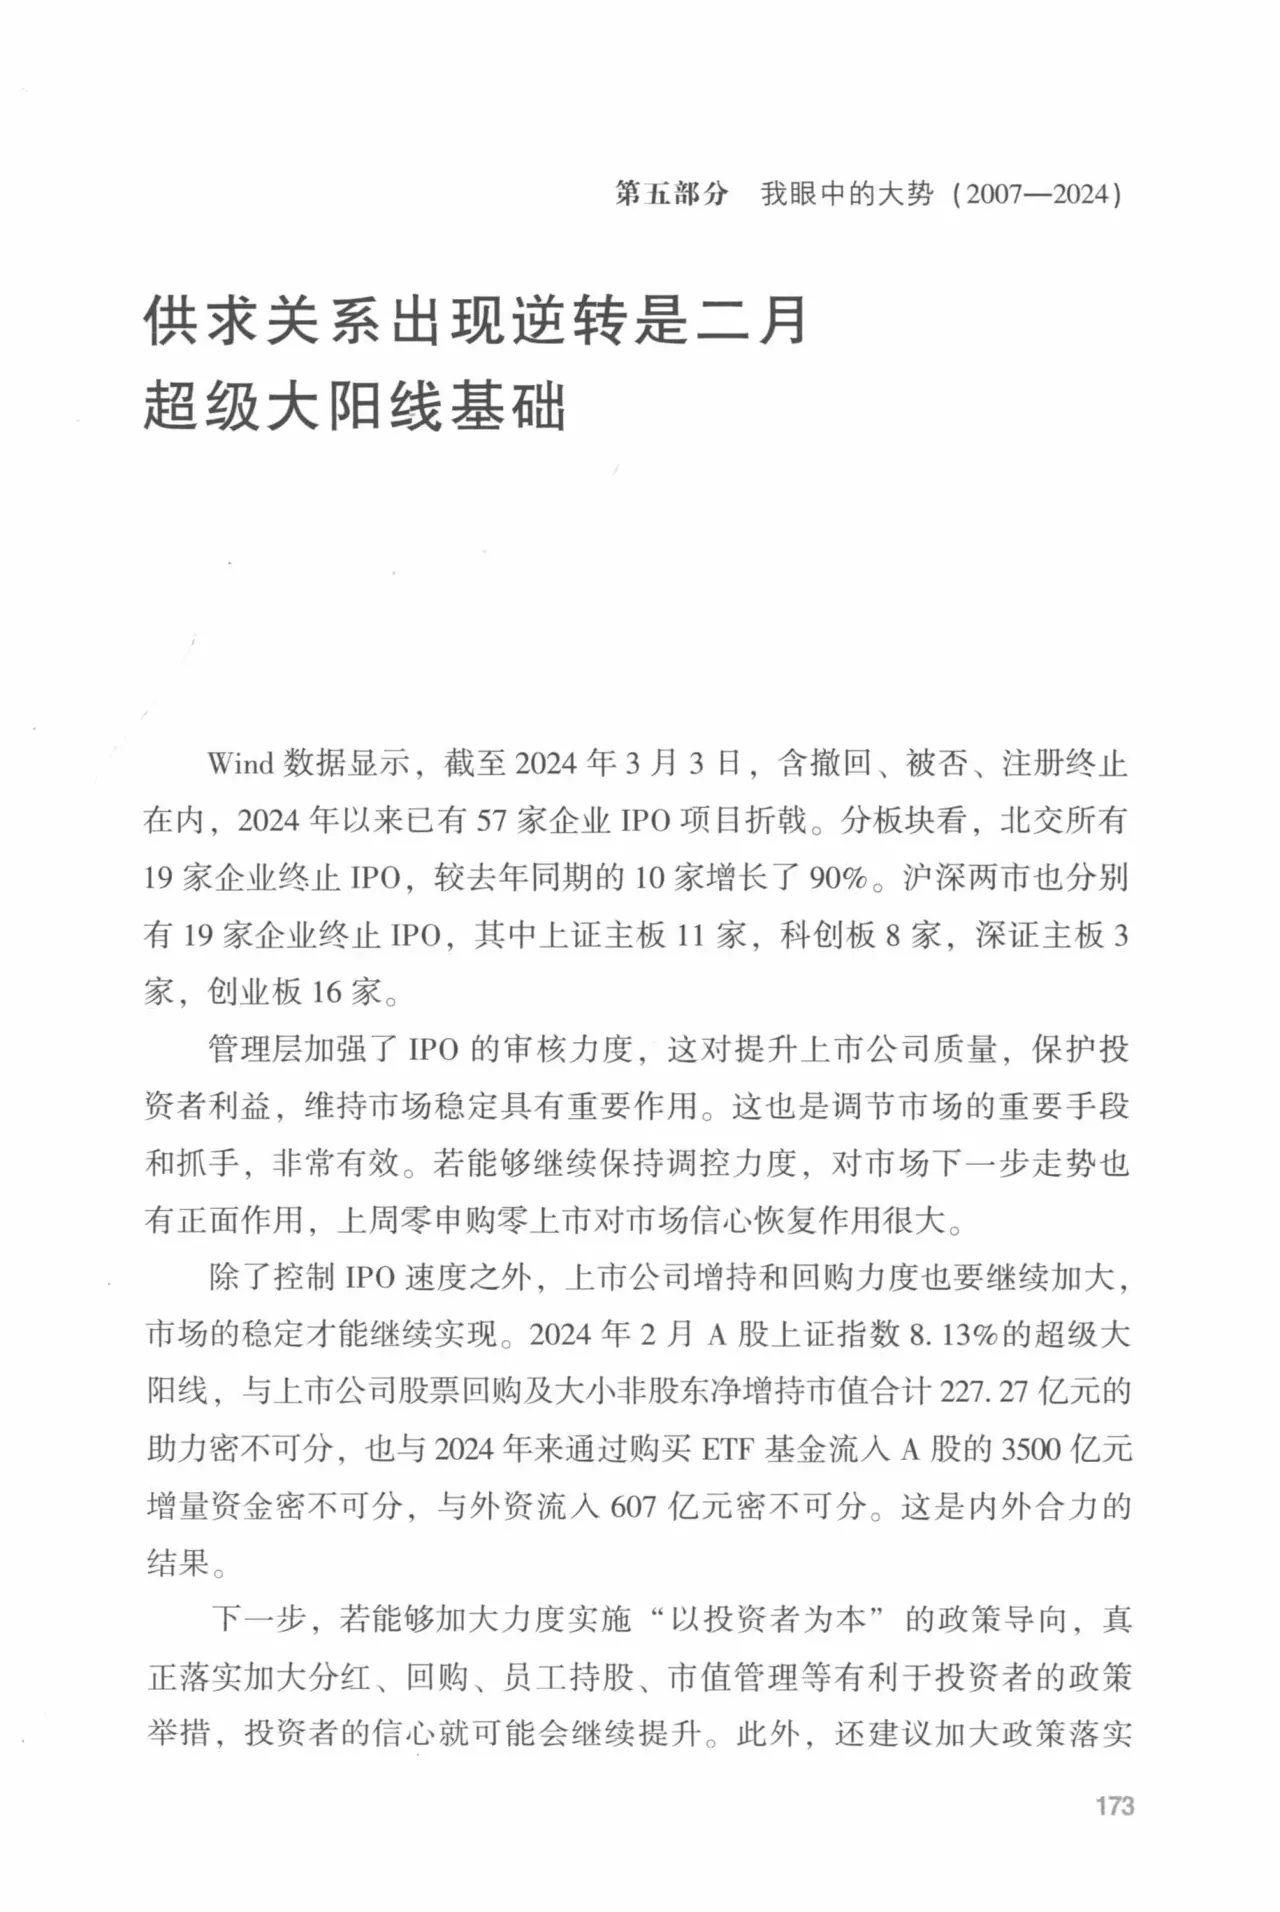 第五部分 我眼中的大势（2007—2024）
供求关系出现逆转是二月
超级大阳线基础
Wind 数据显示，截至 2024 年 3 月 3 日，含撤回、被否、注册终止
在内，2024 年以来已有 57 家企业 IPO 项目折戟。分板块看，北交所有
19 家企业终止 IPO，较去年同期的 10 家增长了 90%。沪深两市也分别
有 19 家企业终止 IPO，其中上证主板 11 家，科创板 8 家，深证主板 3
家，创业板 16 家。
管理层加强了 IPO 的审核力度，这对提升上市公司质量，保护投
资者利益，维持市场稳定具有重要作用。这也是调节市场的重要手段
和抓手，非常有效。若能够继续保持调控力度，对市场下一步走势也
有正面作用，上周零申购零上市对市场信心恢复作用很大。
除了控制 IPO 速度之外，上市公司增持和回购力度也要继续加大，
市场的稳定才能继续实现。2024 年 2 月 A 股上证指数 8.13%的超级大
阳线，与上市公司股票回购及大小非股东净增持市值合计 227.27 亿元的
助力密不可分，也与 2024 年来通过购买 ETF 基金流入 A 股的 3500 亿元
增量资金密不可分，与外资流入 607 亿元密不可分。这是内外合力的
结果。
下一步，若能够加大力度实施“以投资者为本”的政策导向，真
正落实加大分红、回购、员工持股、市值管理等有利于投资者的政策
举措，投资者的信心就可能会继续提升。此外，还建议加大政策落实
173